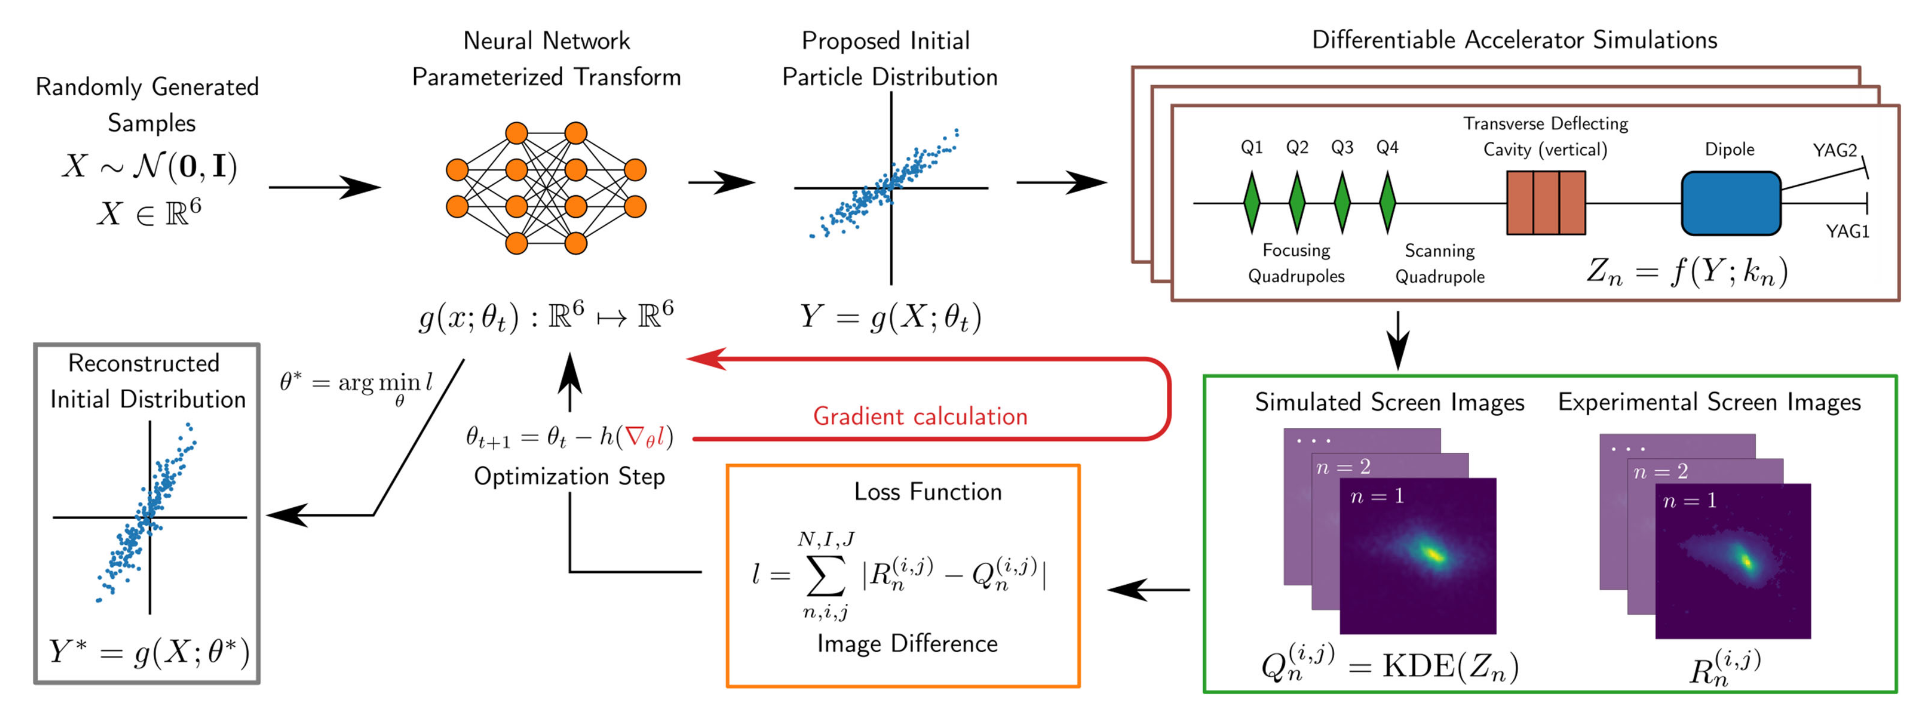 Randomly Generated
Samples
X ∼ 𝒩(𝟎, 𝐈)
X ∈ ℝ⁶
Neural Network
Parameterized Transform
g(x; θ_t) : ℝ⁶ ↦ ℝ⁶
Proposed Initial
Particle Distribution
Y = g(X; θ_t)
Differentiable Accelerator Simulations
Q1 Q2 Q3 Q4
Focusing
Quadrupoles
Scanning
Quadrupole
Transverse Deflecting
Cavity (vertical)
Dipole
YAG2
YAG1
Z_n = f(Y; k_n)
Simulated Screen Images
. . .
n = 2
n = 1
Q_n^{(i,j)} = KDE(Z_n)
Experimental Screen Images
. . .
n = 2
n = 1
R_n^{(i,j)}
Loss Function
l = ∑_{n,i,j}^{N,I,J} |R_n^{(i,j)} − Q_n^{(i,j)}|
Image Difference
Gradient calculation
θ_{t+1} = θ_t − h(∇_θ l)
Optimization Step
θ* = arg min_θ l
Reconstructed
Initial Distribution
Y* = g(X; θ*)